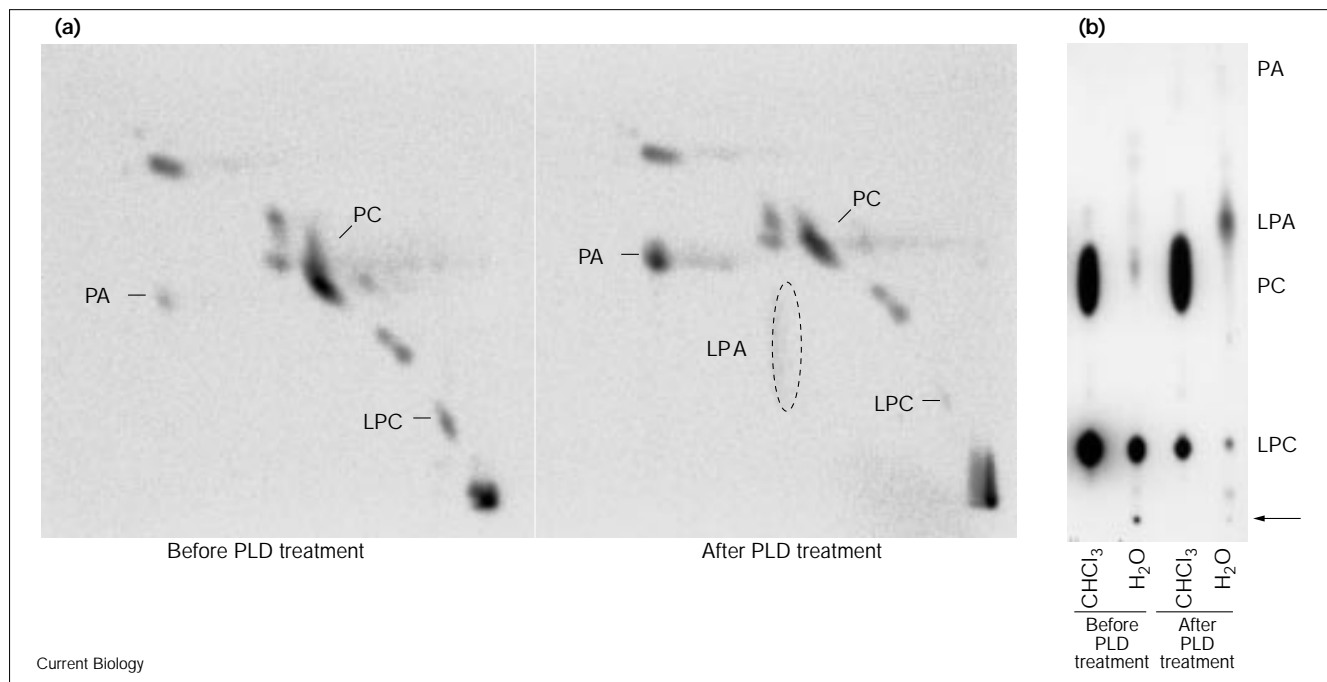 (a)
PC
PA
LPC
Before PLD treatment
PC
PA
LPA
LPC
After PLD treatment
(b)
PA
LPA
PC
LPC
CHCl3
H2O
CHCl3
H2O
Before
PLD
treatment
After
PLD
treatment
Current Biology